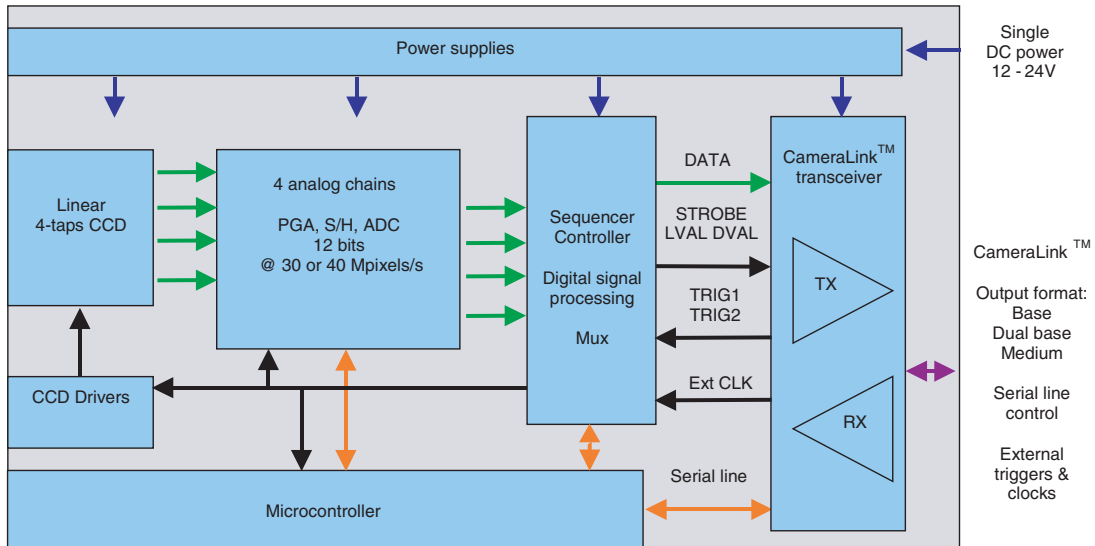 Power supplies
Single
DC power
12 - 24V
Linear
4-taps CCD
4 analog chains
PGA, S/H, ADC
12 bits
@ 30 or 40 Mpixels/s
Sequencer
Controller
Digital signal
processing
Mux
DATA
STROBE
LVAL DVAL
TRIG1
TRIG2
Ext CLK
CameraLink™
transceiver
TX
RX
CameraLink ™
Output format:
Base
Dual base
Medium
Serial line
control
External
triggers &
clocks
CCD Drivers
Serial line
Microcontroller